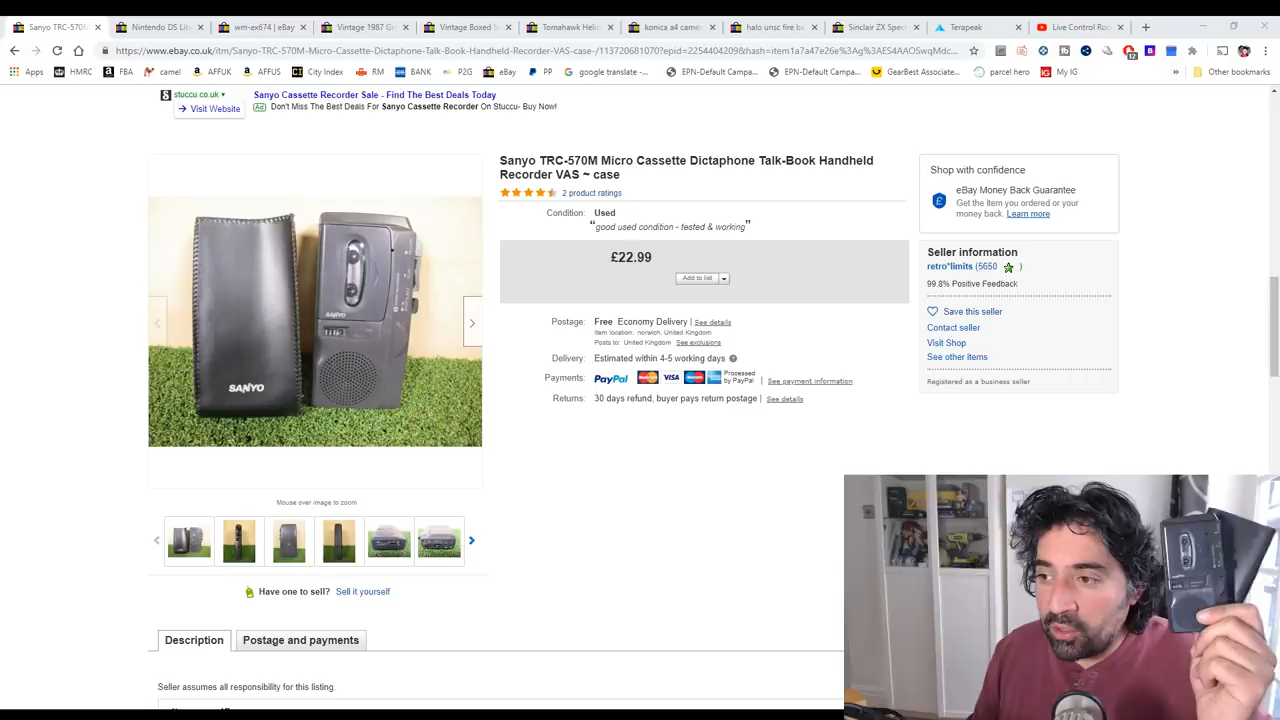 Sanyo TRC-570M
Nintendo DS Lit
wm-ex674 | eBay
Vintage 1987 Gr
Vintage Boxed S
Tomahawk Helic
konica a4 came
halo unsc fire ba
Sinclair ZX Spect
Terapeak
Live Control Roo
https://www.ebay.co.uk/itm/Sanyo-TRC-570M-Micro-Cassette-Dictaphone-Talk-Book-Handheld-Recorder-VAS-case-/113720681070?epid=2254404209&hash=item1a7a47e26e%3Ag%3AES4AAOSwqMdc...
Apps
HMRC
FBA
camel
AFFUK
AFFUS
City Index
RM
BANK
P2G
eBay
PP
google translate -...
EPN-Default Campa...
EPN-Default Campa...
GearBest Associate...
parcel hero
My IG
»
Other bookmarks
stuccu.co.uk
Sanyo Cassette Recorder Sale - Find The Best Deals Today
Visit Website
Ad Don't Miss The Best Deals For Sanyo Cassette Recorder On Stuccu- Buy Now!
Sanyo TRC-570M Micro Cassette Dictaphone Talk-Book Handheld
Recorder VAS ~ case
2 product ratings
Condition: Used
“good used condition - tested & working”
£22.99
Add to list
Postage: Free Economy Delivery | See details
Item location: norwich, United Kingdom
Posts to: United Kingdom See exclusions
Delivery: Estimated within 4-5 working days
Payments: PayPal VISA Processed by PayPal | See payment information
Returns: 30 days refund, buyer pays return postage | See details
Shop with confidence
eBay Money Back Guarantee
Get the item you ordered or your
money back. Learn more
Seller information
retro*limits (5650 )
99.8% Positive Feedback
Save this seller
Contact seller
Visit Shop
See other items
Registered as a business seller
SANYO
SANYO
Mouse over image to zoom
Have one to sell? Sell it yourself
Description
Postage and payments
Seller assumes all responsibility for this listing.